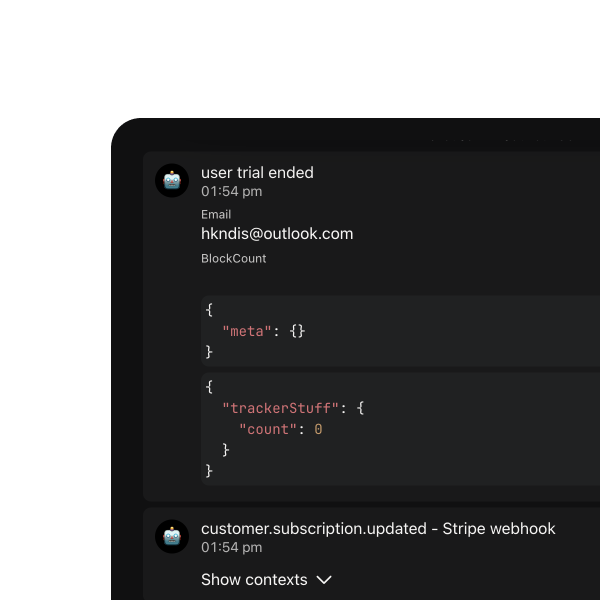 user trial ended
01:54 pm
Email
hkndis@outlook.com
BlockCount
{
"meta": {}
}
{
"trackerStuff": {
"count": 0
}
}
customer.subscription.updated - Stripe webhook
01:54 pm
Show contexts